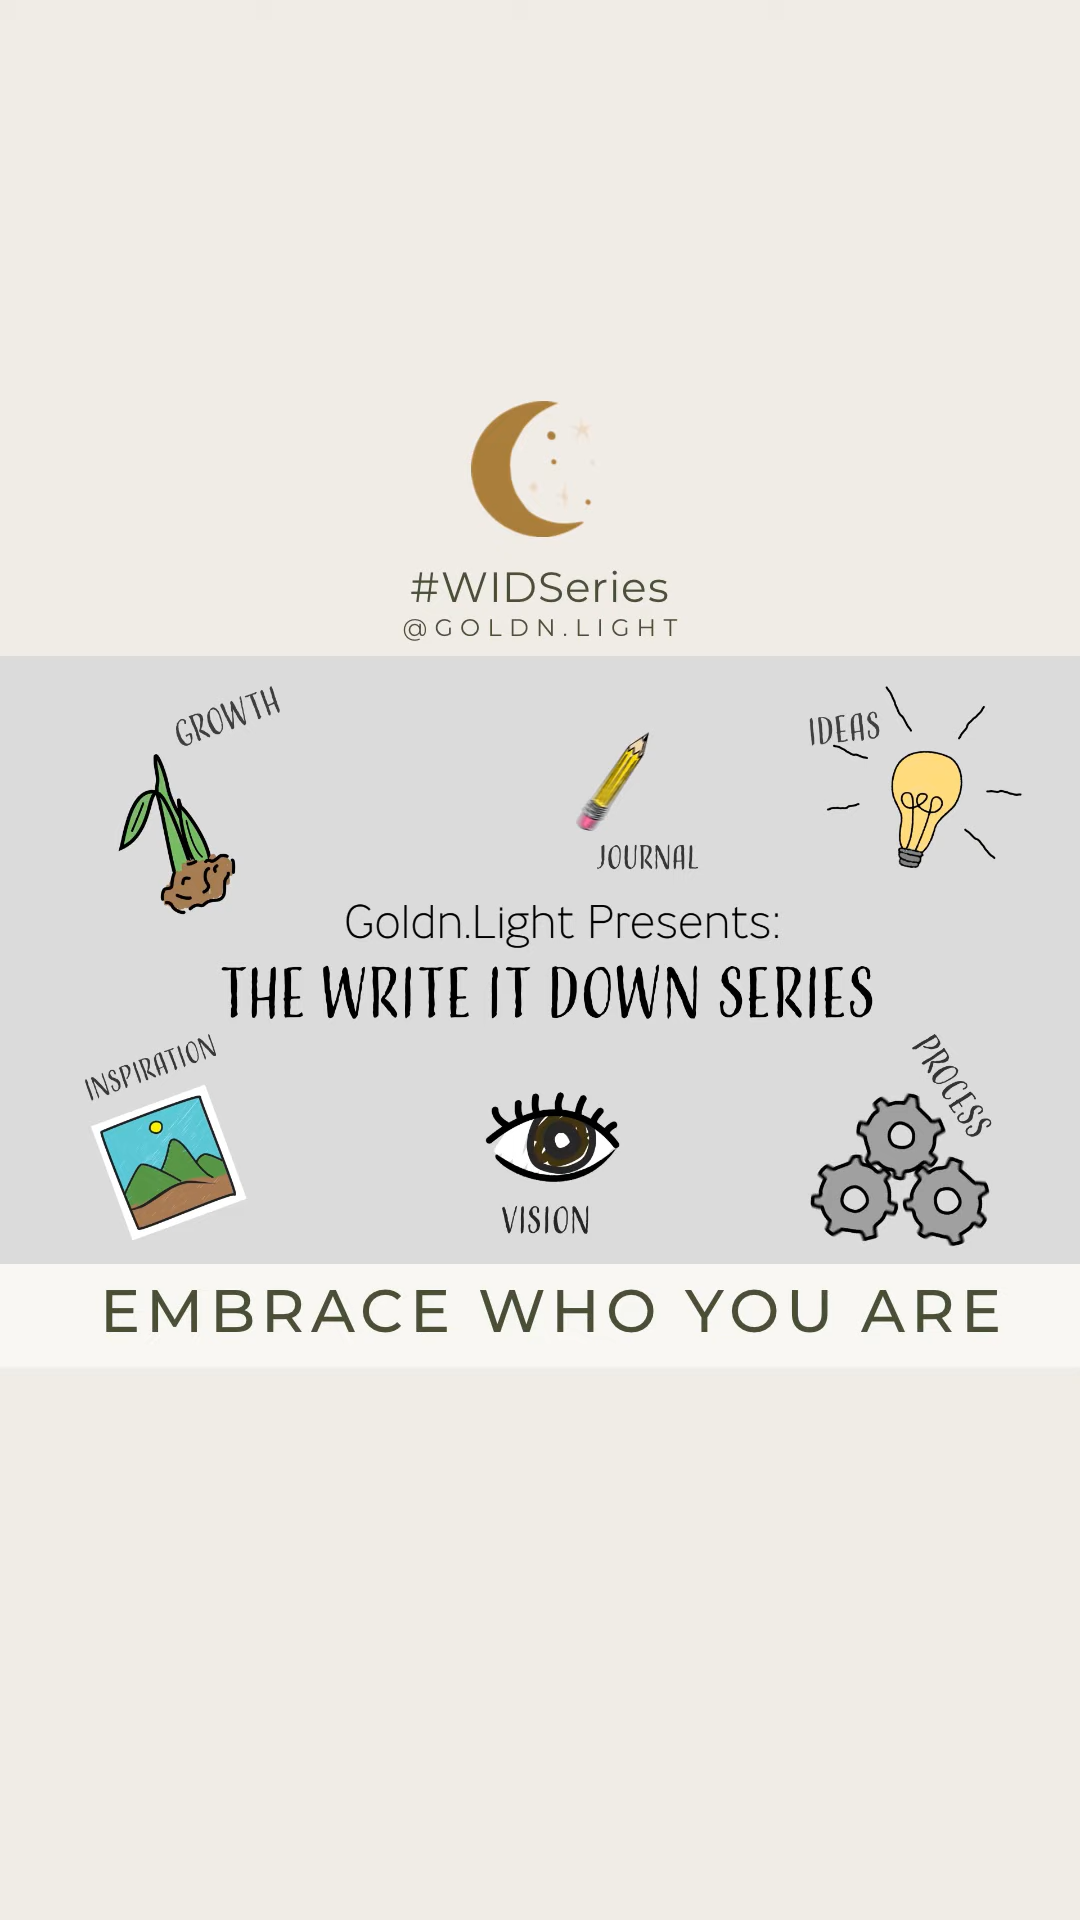 #WIDSeries
@GOLDN.LIGHT
GROWTH
IDEAS
JOURNAL
Goldn.Light Presents:
THE WRITE IT DOWN SERIES
INSPIRATION
PROCESS
VISION
EMBRACE WHO YOU ARE